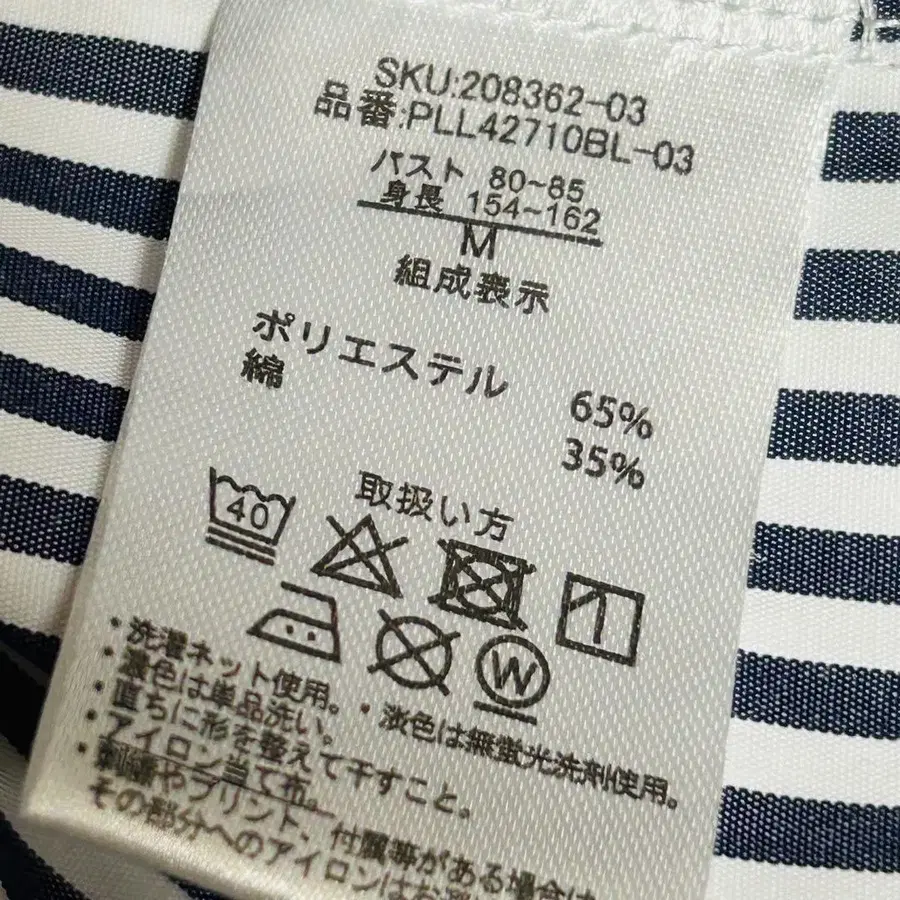 SKU:208362-03
品番:PLL42710BL-03
バスト 80~85
身長 154~162
M
組成表示
ポリエステル 65%
綿 35%
取扱い方
40
W
・洗濯ネット使用。
・濃色は単品洗い。・淡色は無蛍光洗剤使用。
・直ちに形を整えて干すこと。
・アイロン当て布。
・刺繍やプリント、付属等がある場合は
その部分へのアイロンはお